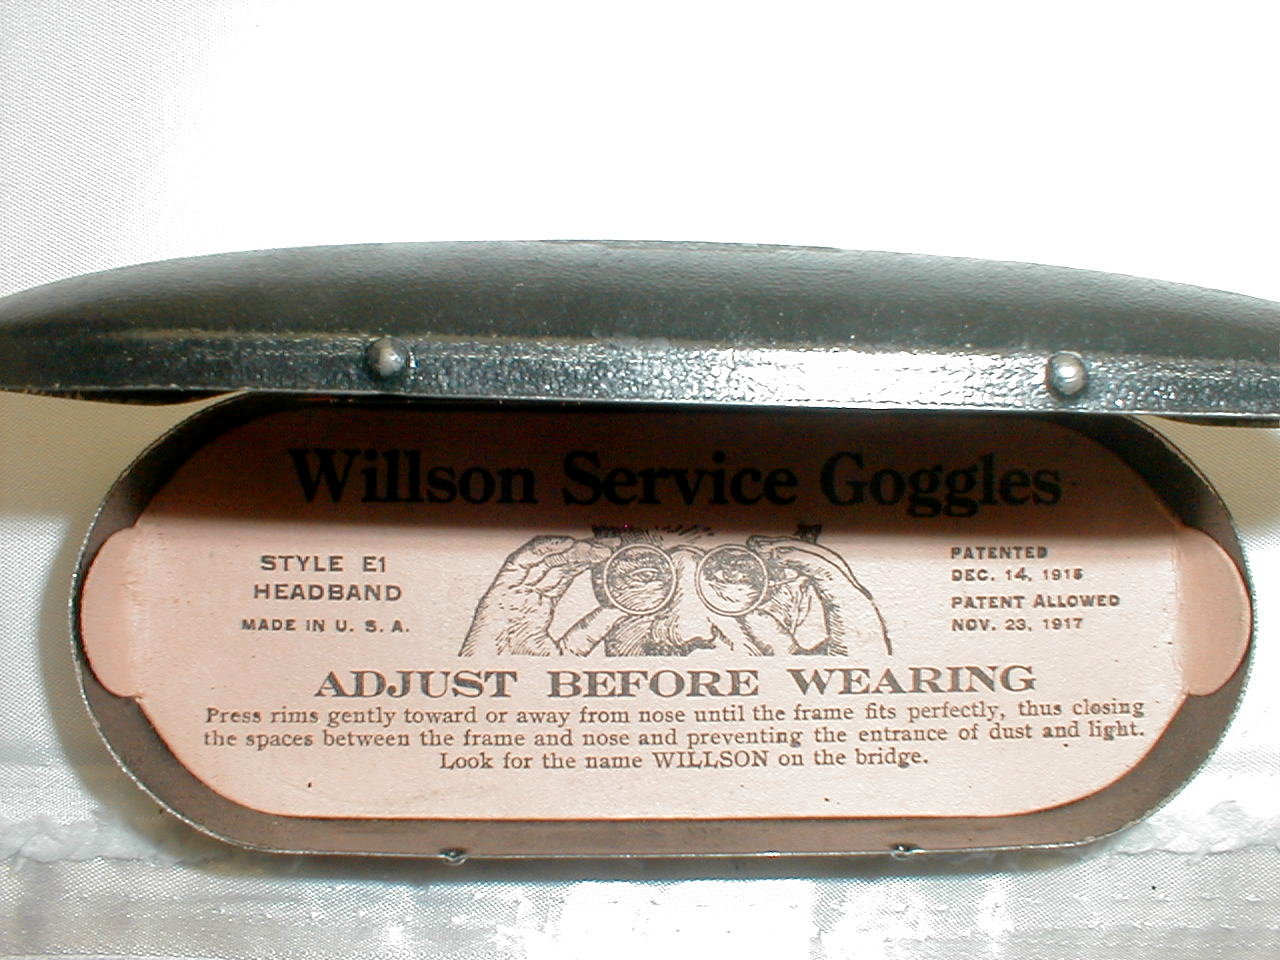 Willson Service Goggles
STYLE E1
HEADBAND
MADE IN U. S. A.
PATENTED
DEC. 14, 1915
PATENT ALLOWED
NOV. 23, 1917
ADJUST BEFORE WEARING
Press rims gently toward or away from nose until the frame fits perfectly, thus closing
the spaces between the frame and nose and preventing the entrance of dust and light.
Look for the name WILLSON on the bridge.